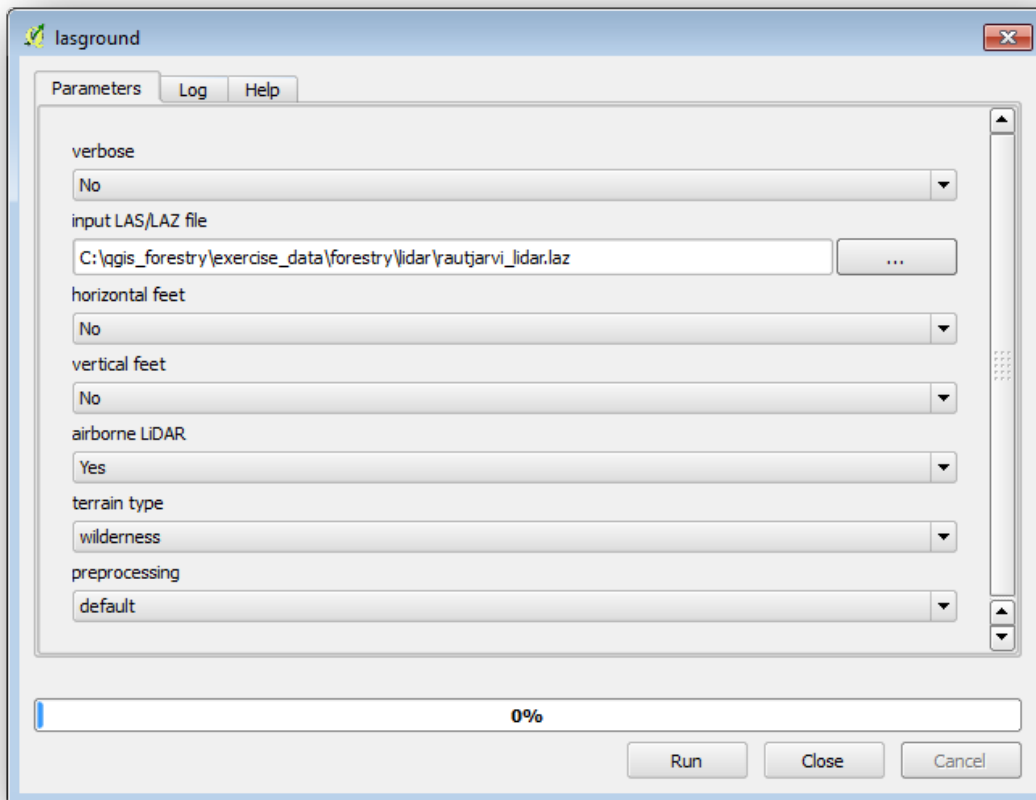 lasground
Parameters Log Help
verbose
No
input LAS/LAZ file
C:\qgis_forestry\exercise_data\forestry\lidar\rautjarvi_lidar.laz ...
horizontal feet
No
vertical feet
No
airborne LiDAR
Yes
terrain type
wilderness
preprocessing
default
0%
Run Close Cancel